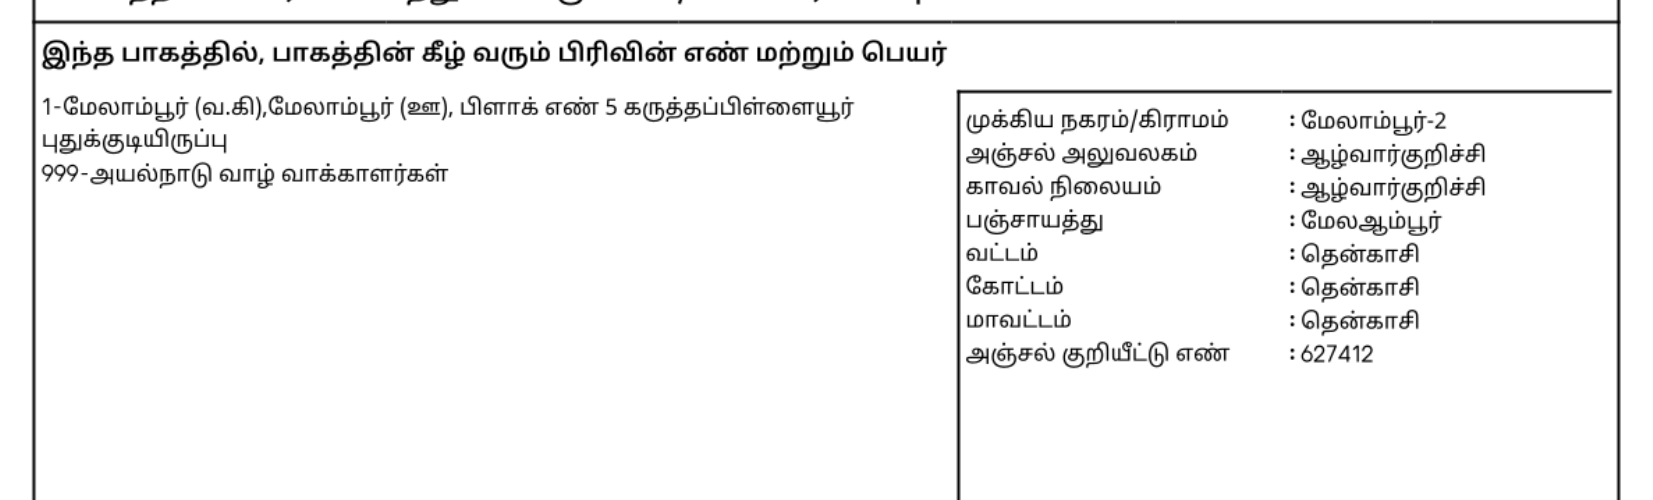 இந்த பாகத்தில், பாகத்தின் கீழ் வரும் பிரிவின் எண் மற்றும் பெயர்
1-மேலாம்பூர் (வ.கி),மேலாம்பூர் (ஊ), பிளாக் எண் 5 கருத்தப்பிள்ளையூர்
புதுக்குடியிருப்பு
999-அயல்நாடு வாழ் வாக்காளர்கள்
முக்கிய நகரம்/கிராமம் : மேலாம்பூர்-2
அஞ்சல் அலுவலகம் : ஆழ்வார்குறிச்சி
காவல் நிலையம் : ஆழ்வார்குறிச்சி
பஞ்சாயத்து : மேலஆம்பூர்
வட்டம் : தென்காசி
கோட்டம் : தென்காசி
மாவட்டம் : தென்காசி
அஞ்சல் குறியீட்டு எண் : 627412